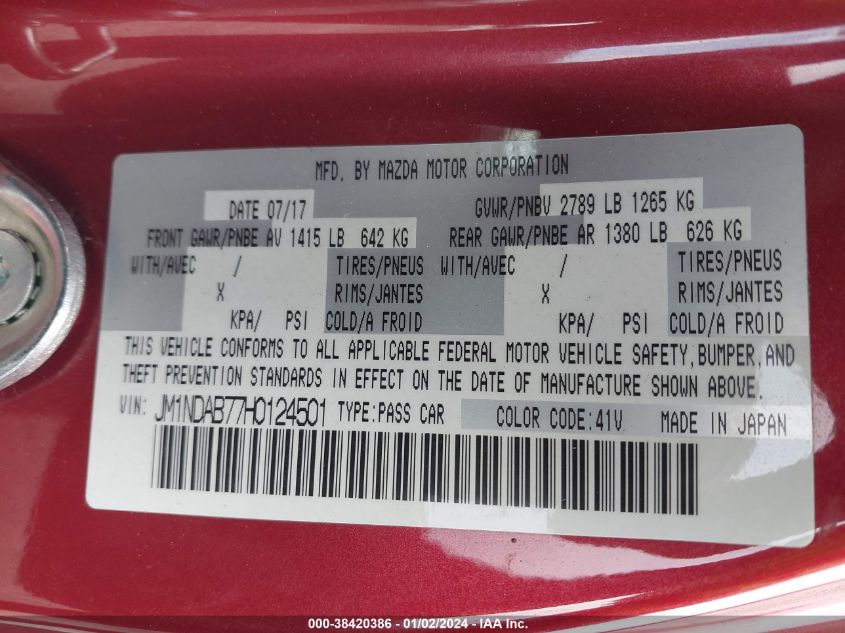 MFD. BY MAZDA MOTOR CORPORATION
DATE 07/17 GVWR/PNBV 2789 LB 1265 KG
FRONT GAWR/PNBE AV 1415 LB 642 KG REAR GAWR/PNBE AR 1380 LB 626 KG
WITH/AVEC / TIRES/PNEUS WITH/AVEC / TIRES/PNEUS
X RIMS/JANTES X RIMS/JANTES
KPA/ PSI COLD/A FROID KPA/ PSI COLD/A FROID
THIS VEHICLE CONFORMS TO ALL APPLICABLE FEDERAL MOTOR VEHICLE SAFETY, BUMPER, AND
THEFT PREVENTION STANDARDS IN EFFECT ON THE DATE OF MANUFACTURE SHOWN ABOVE.
VIN: JM1NDAB77H0124501 TYPE:PASS CAR COLOR CODE:41V MADE IN JAPAN
000-38420386 - 01/02/2024 - IAA Inc.